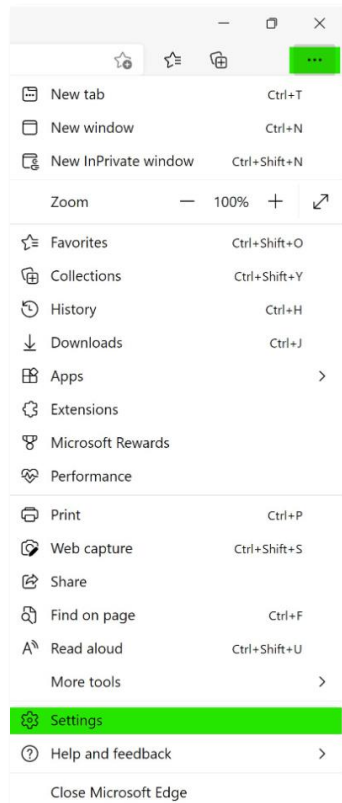 New tab Ctrl+T
New window Ctrl+N
New InPrivate window Ctrl+Shift+N
Zoom — 100% +
Favorites Ctrl+Shift+O
Collections Ctrl+Shift+Y
History Ctrl+H
Downloads Ctrl+J
Apps
Extensions
Microsoft Rewards
Performance
Print Ctrl+P
Web capture Ctrl+Shift+S
Share
Find on page Ctrl+F
Read aloud Ctrl+Shift+U
More tools
Settings
Help and feedback
Close Microsoft Edge